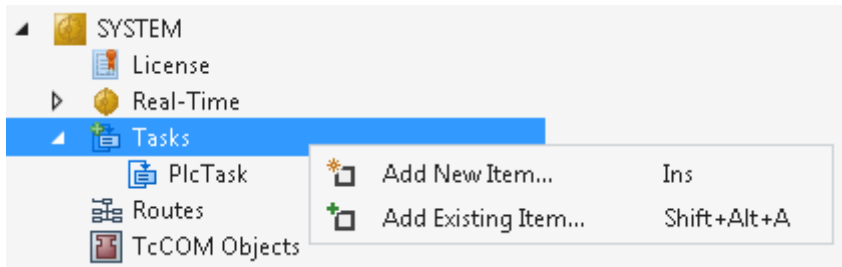 SYSTEM
License
Real-Time
Tasks
PlcTask
Add New Item... Ins
Routes
Add Existing Item... Shift+Alt+A
TcCOM Objects